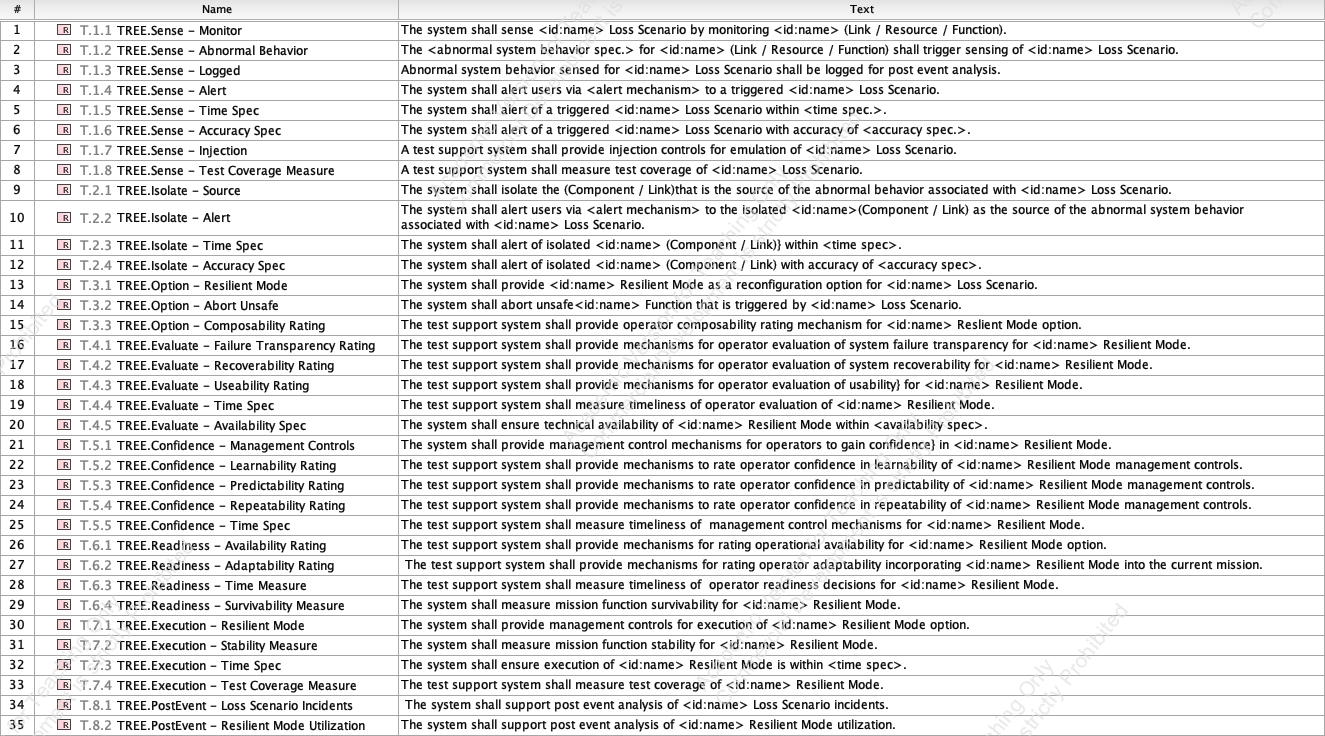 # Name Text
1 R T.1.1 TREE.Sense – Monitor The system shall sense <id:name> Loss Scenario by monitoring <id:name> (Link / Resource / Function).
2 R T.1.2 TREE.Sense – Abnormal Behavior The <abnormal system behavior spec.> for <id:name> (Link / Resource / Function) shall trigger sensing of <id:name> Loss Scenario.
3 R T.1.3 TREE.Sense – Logged Abnormal system behavior sensed for <id:name> Loss Scenario shall be logged for post event analysis.
4 R T.1.4 TREE.Sense – Alert The system shall alert users via <alert mechanism> to a triggered <id:name> Loss Scenario.
5 R T.1.5 TREE.Sense – Time Spec The system shall alert of a triggered <id:name> Loss Scenario within <time spec.>.
6 R T.1.6 TREE.Sense – Accuracy Spec The system shall alert of a triggered <id:name> Loss Scenario with accuracy of <accuracy spec.>.
7 R T.1.7 TREE.Sense – Injection A test support system shall provide injection controls for emulation of <id:name> Loss Scenario.
8 R T.1.8 TREE.Sense – Test Coverage Measure A test support system shall measure test coverage of <id:name> Loss Scenario.
9 R T.2.1 TREE.Isolate – Source The system shall isolate the (Component / Link)that is the source of the abnormal behavior associated with <id:name> Loss Scenario.
10 R T.2.2 TREE.Isolate – Alert The system shall alert users via <alert mechanism> to the isolated <id:name>(Component / Link) as the source of the abnormal system behavior
associated with <id:name> Loss Scenario.
11 R T.2.3 TREE.Isolate – Time Spec The system shall alert of isolated <id:name> (Component / Link)} within <time spec>.
12 R T.2.4 TREE.Isolate – Accuracy Spec The system shall alert of isolated <id:name> (Component / Link) with accuracy of <accuracy spec>.
13 R T.3.1 TREE.Option – Resilient Mode The system shall provide <id:name> Resilient Mode as a reconfiguration option for <id:name> Loss Scenario.
14 R T.3.2 TREE.Option – Abort Unsafe The system shall abort unsafe<id:name> Function that is triggered by <id:name> Loss Scenario.
15 R T.3.3 TREE.Option – Composability Rating The test support system shall provide operator composability rating mechanism for <id:name> Reslient Mode option.
16 R T.4.1 TREE.Evaluate – Failure Transparency Rating The test support system shall provide mechanisms for operator evaluation of system failure transparency for <id:name> Resilient Mode.
17 R T.4.2 TREE.Evaluate – Recoverability Rating The test support system shall provide mechanisms for operator evaluation of system recoverability for <id:name> Resilient Mode.
18 R T.4.3 TREE.Evaluate – Useability Rating The test support system shall provide mechanisms for operator evaluation of usability} for <id:name> Resilient Mode.
19 R T.4.4 TREE.Evaluate – Time Spec The test support system shall measure timeliness of operator evaluation of <id:name> Resilient Mode.
20 R T.4.5 TREE.Evaluate – Availability Spec The system shall ensure technical availability of <id:name> Resilient Mode within <availability spec>.
21 R T.5.1 TREE.Confidence – Management Controls The system shall provide management control mechanisms for operators to gain confidence} in <id:name> Resilient Mode.
22 R T.5.2 TREE.Confidence – Learnability Rating The test support system shall provide mechanisms to rate operator confidence in learnability of <id:name> Resilient Mode management controls.
23 R T.5.3 TREE.Confidence – Predictability Rating The test support system shall provide mechanisms to rate operator confidence in predictability of <id:name> Resilient Mode management controls.
24 R T.5.4 TREE.Confidence – Repeatability Rating The test support system shall provide mechanisms to rate operator confidence in repeatability of <id:name> Resilient Mode management controls.
25 R T.5.5 TREE.Confidence – Time Spec The test support system shall measure timeliness of management control mechanisms for <id:name> Resilient Mode.
26 R T.6.1 TREE.Readiness – Availability Rating The test support system shall provide mechanisms for rating operational availability for <id:name> Resilient Mode option.
27 R T.6.2 TREE.Readiness – Adaptability Rating The test support system shall provide mechanisms for rating operator adaptability incorporating <id:name> Resilient Mode into the current mission.
28 R T.6.3 TREE.Readiness – Time Measure The test support system shall measure timeliness of operator readiness decisions for <id:name> Resilient Mode.
29 R T.6.4 TREE.Readiness – Survivability Measure The system shall measure mission function survivability for <id:name> Resilient Mode.
30 R T.7.1 TREE.Execution – Resilient Mode The system shall provide management controls for execution of <id:name> Resilient Mode option.
31 R T.7.2 TREE.Execution – Stability Measure The system shall measure mission function stability for <id:name> Resilient Mode.
32 R T.7.3 TREE.Execution – Time Spec The system shall ensure execution of <id:name> Resilient Mode is within <time spec>.
33 R T.7.4 TREE.Execution – Test Coverage Measure The test support system shall measure test coverage of <id:name> Resilient Mode.
34 R T.8.1 TREE.PostEvent – Loss Scenario Incidents The system shall support post event analysis of <id:name> Loss Scenario incidents.
35 R T.8.2 TREE.PostEvent – Resilient Mode Utilization The system shall support post event analysis of <id:name> Resilient Mode utilization.